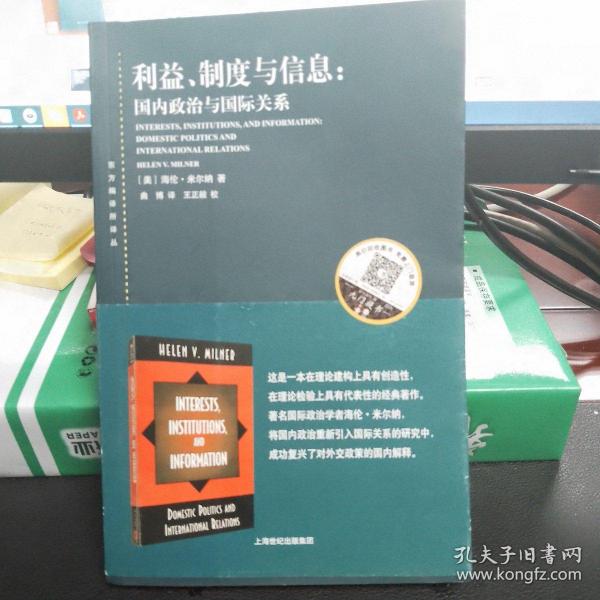 利益、制度与信息：
国内政治与国际关系
INTERESTS, INSTITUTIONS, AND INFORMATION:
DOMESTIC POLITICS AND
INTERNATIONAL RELATIONS
HELEN V. MILNER
［美］海伦·米尔纳 著
曲 博 译 王正毅 校
东方编译所译丛
HELEN V. MILNER
INTERESTS,
INSTITUTIONS,
AND
INFORMATION
DOMESTIC POLITICS AND
INTERNATIONAL RELATIONS
这是一本在理论建构上具有创造性，
在理论检验上具有代表性的经典著作。
著名国际政治学者海伦·米尔纳，
将国内政治重新引入国际关系的研究中，
成功复兴了对外交政策的国内解释。
上海世纪出版集团
业
APER
孔夫子旧书网
www.kongfz.com